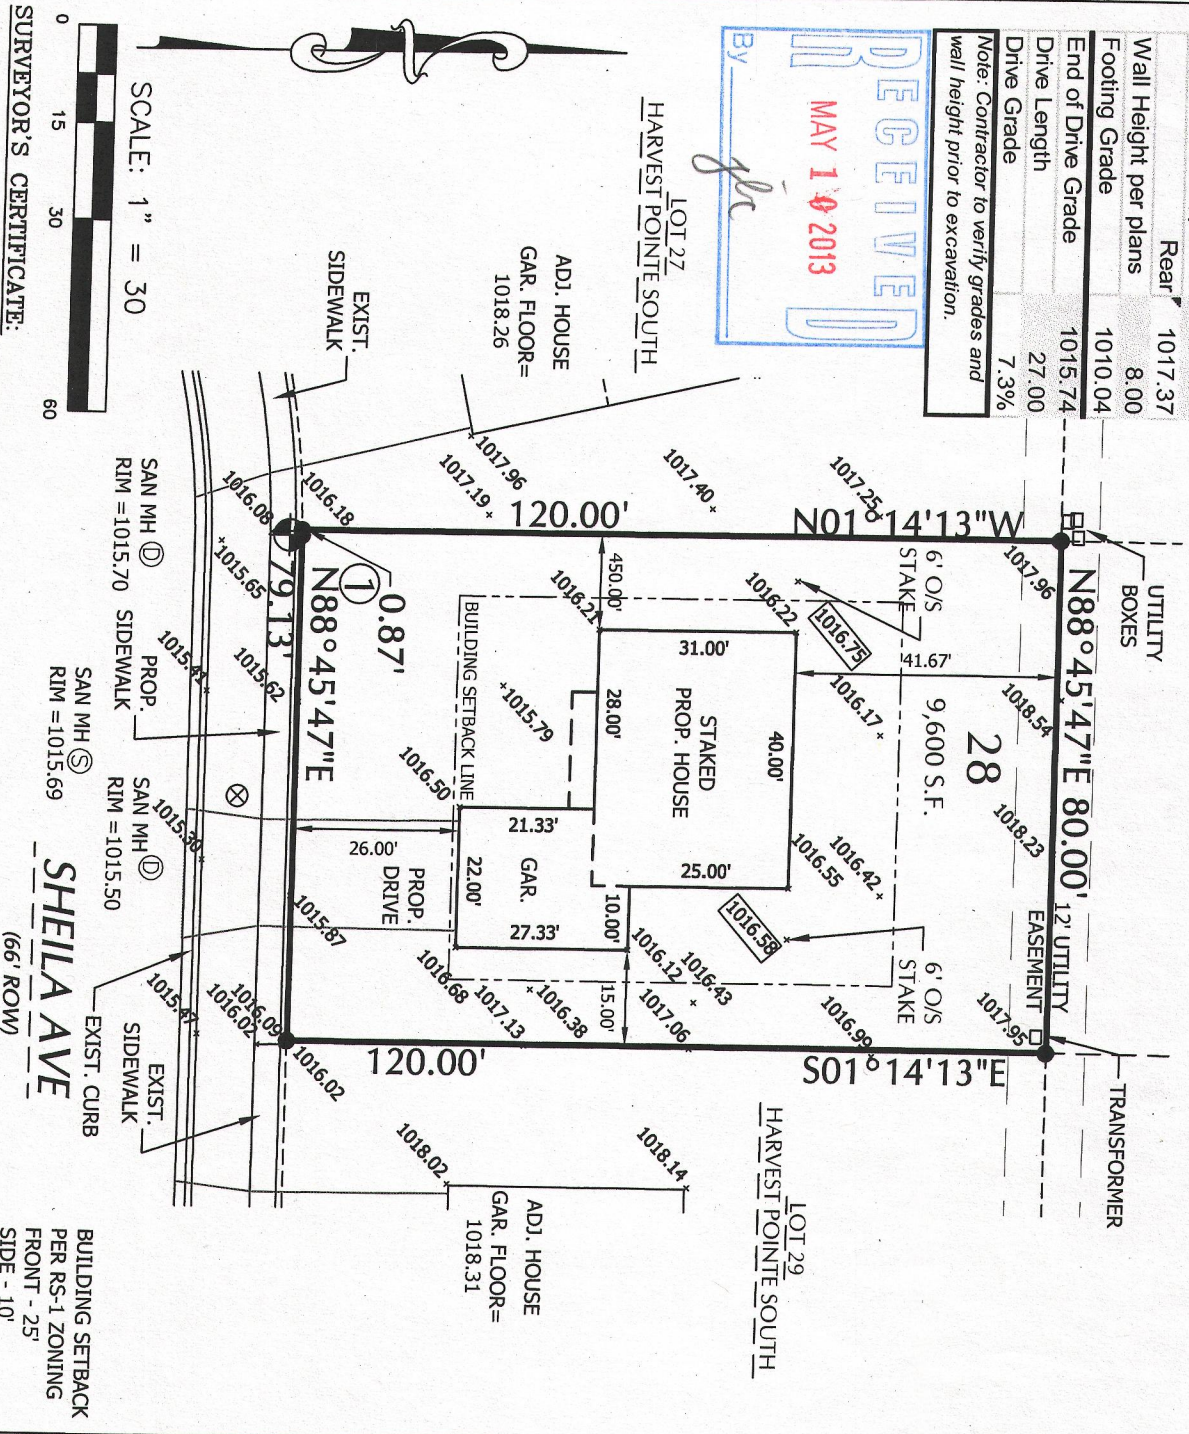 Rear 1017.37
Wall Height per plans 8.00
Footing Grade 1010.04
End of Drive Grade 1015.74
Drive Length 27.00
Drive Grade 7.3%
Note: Contractor to verify grades and
wall height prior to excavation.
RECEIVED
MAY 10 2013
By
LOT 27
HARVEST POINTE SOUTH
ADJ. HOUSE
GAR. FLOOR=
1018.26
EXIST.
SIDEWALK
SCALE: 1" = 30
0 15 30 60
SURVEYOR'S CERTIFICATE:
UTILITY
BOXES
N88°45'47"E 80.00'
12' UTILITY
EASEMENT
TRANSFORMER
1017.96
1018.54
1018.23
1017.95
N01°14'13"W
120.00'
1017.25
1017.40
1017.96
1017.19
6' O/S
STAKE
28
9,600 S.F.
6' O/S
STAKE
1016.22
1016.75
41.67'
1016.17
1016.42
1016.55
1016.58
1016.99
S01°14'13"E
120.00'
450.00'
1016.21
31.00'
40.00'
STAKED
PROP. HOUSE
28.00'
25.00'
10.00'
1016.12
1016.43
1017.06
15.00'
1016.38
1017.13
1016.68
1015.79
BUILDING SETBACK LINE
21.33'
GAR.
27.33'
22.00'
1016.50
0.87'
1
N88°45'47"E
79.13'
26.00'
PROP.
DRIVE
1016.18
1016.08
1015.65
1015.62
1015.41
1015.30
1015.87
1016.09
1016.02
1015.47
1016.02
LOT 29
HARVEST POINTE SOUTH
1018.14
1018.02
ADJ. HOUSE
GAR. FLOOR=
1018.31
SAN MH D
RIM =1015.70
PROP.
SIDEWALK
SAN MH S
RIM =1015.69
SAN MH D
RIM =1015.50
SHEILA AVE
(66' ROW)
EXIST. CURB
EXIST.
SIDEWALK
BUILDING SETBACK
PER RS-1 ZONING
FRONT - 25'
SIDE - 10'